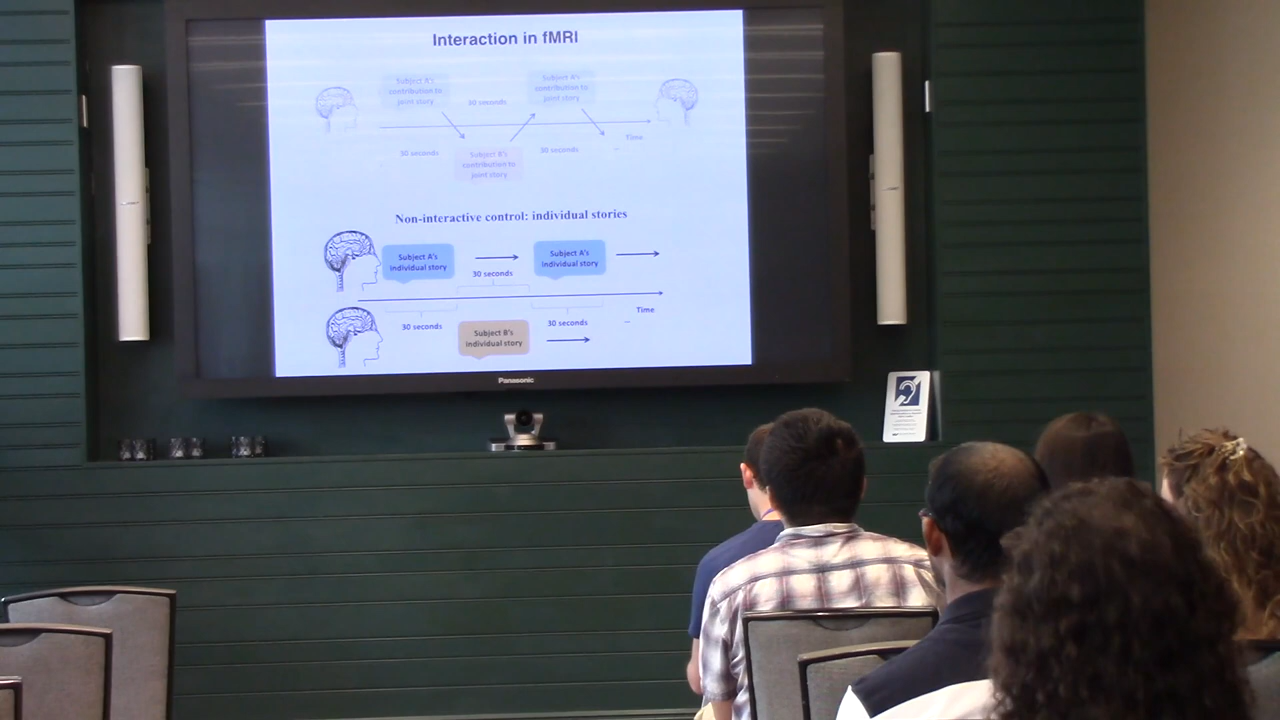 Interaction in fMRI
Subject A's
contribution to
joint story
Subject A's
contribution to
joint story
30 seconds
Time
30 seconds
Subject B's
contribution to
joint story
30 seconds
...
Non-interactive control: individual stories
Subject A's
individual story
Subject A's
individual story
30 seconds
Time
30 seconds
Subject B's
individual story
30 seconds
...
Panasonic